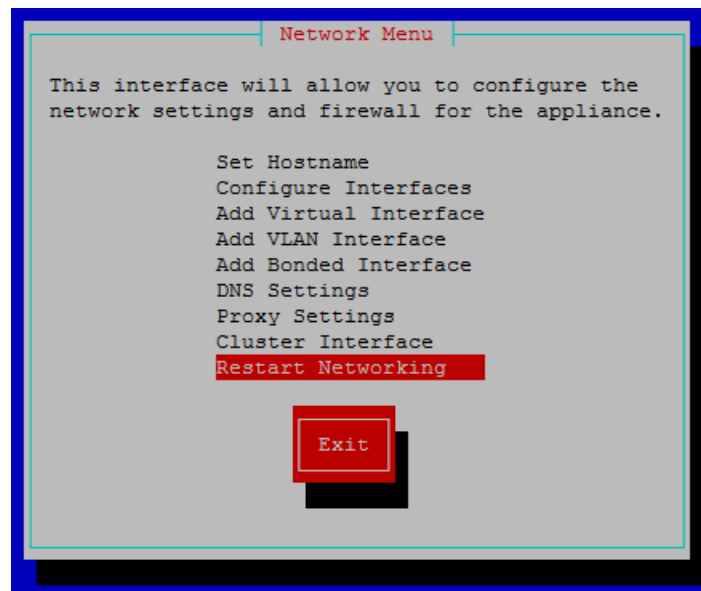 Network Menu
This interface will allow you to configure the
network settings and firewall for the appliance.
Set Hostname
Configure Interfaces
Add Virtual Interface
Add VLAN Interface
Add Bonded Interface
DNS Settings
Proxy Settings
Cluster Interface
Restart Networking
Exit